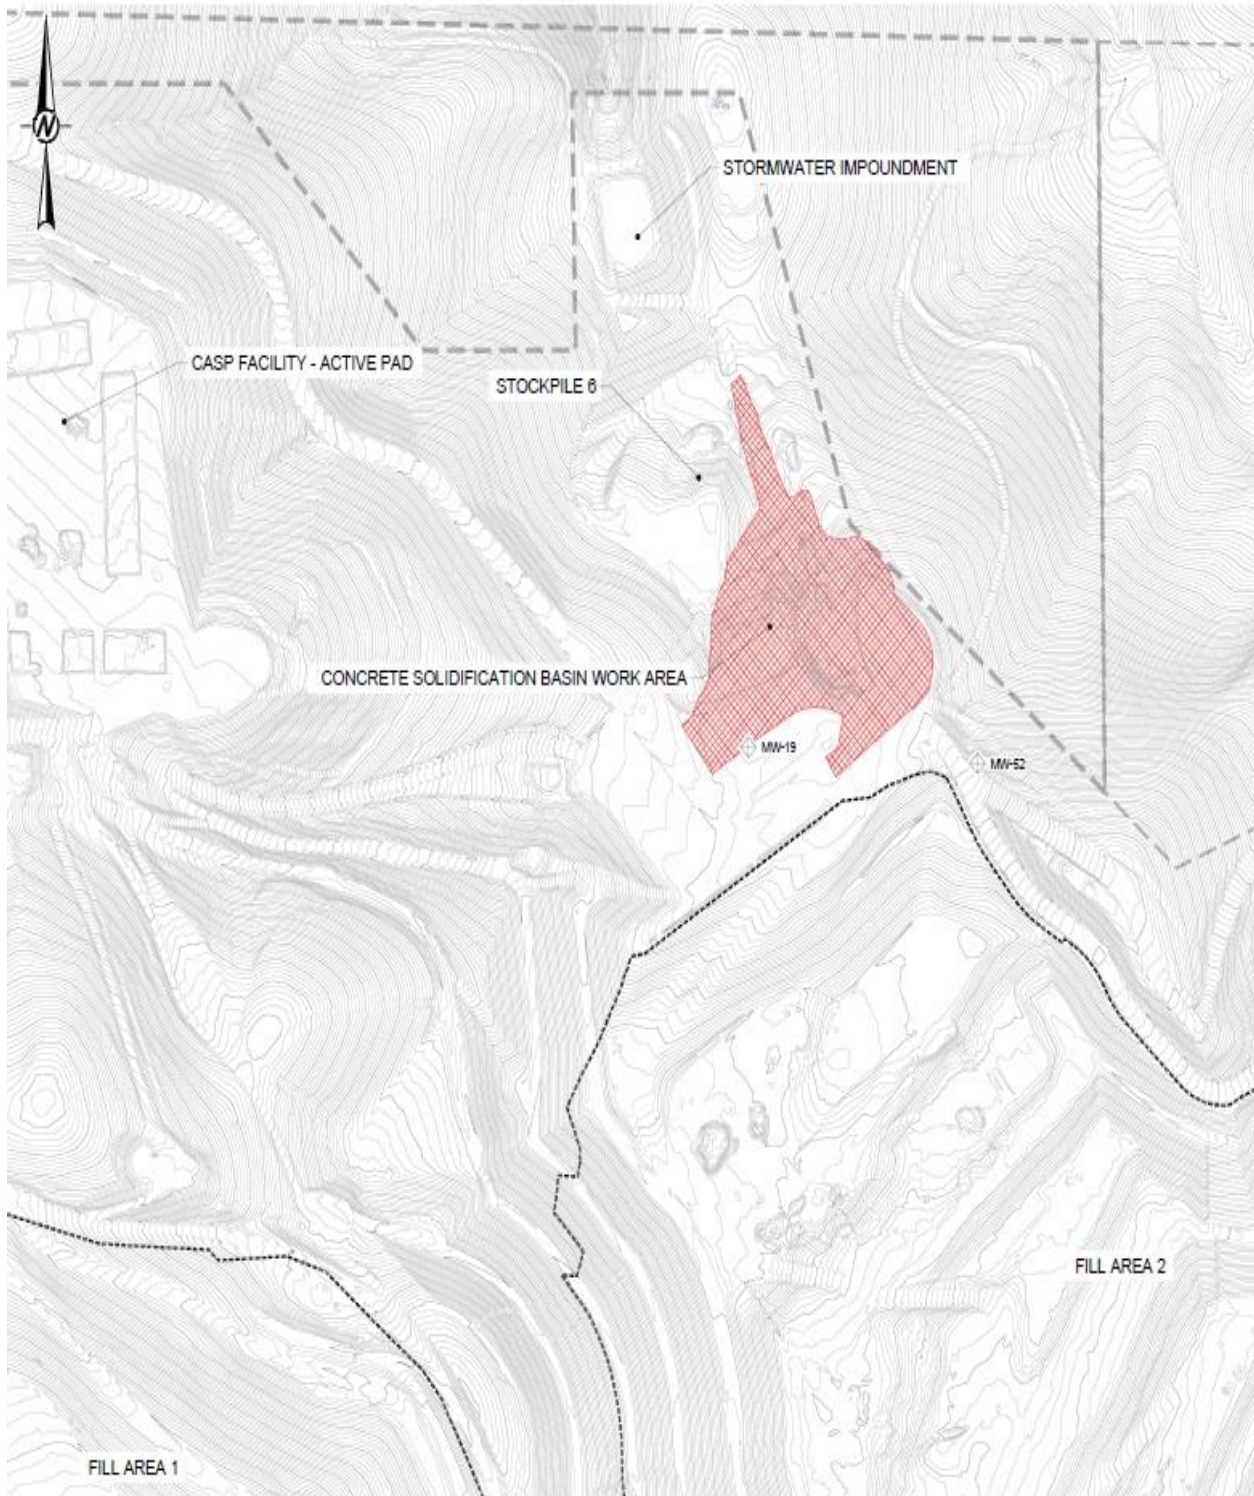 N
STORMWATER IMPOUNDMENT
CASP FACILITY - ACTIVE PAD
STOCKPILE 6
CONCRETE SOLIDIFICATION BASIN WORK AREA
MW-19
MW-52
FILL AREA 2
FILL AREA 1